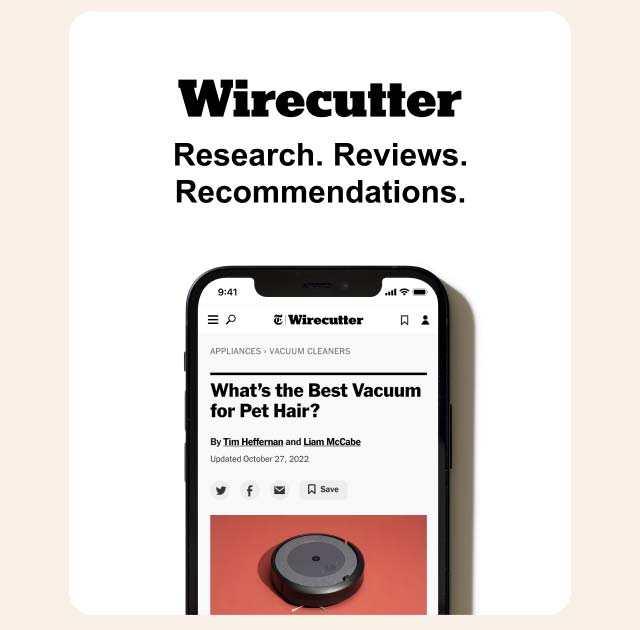 Wirecutter
Research. Reviews.
Recommendations.
9:41
T Wirecutter
APPLIANCES › VACUUM CLEANERS
What's the Best Vacuum
for Pet Hair?
By Tim Heffernan and Liam McCabe
Updated October 27, 2022
Save